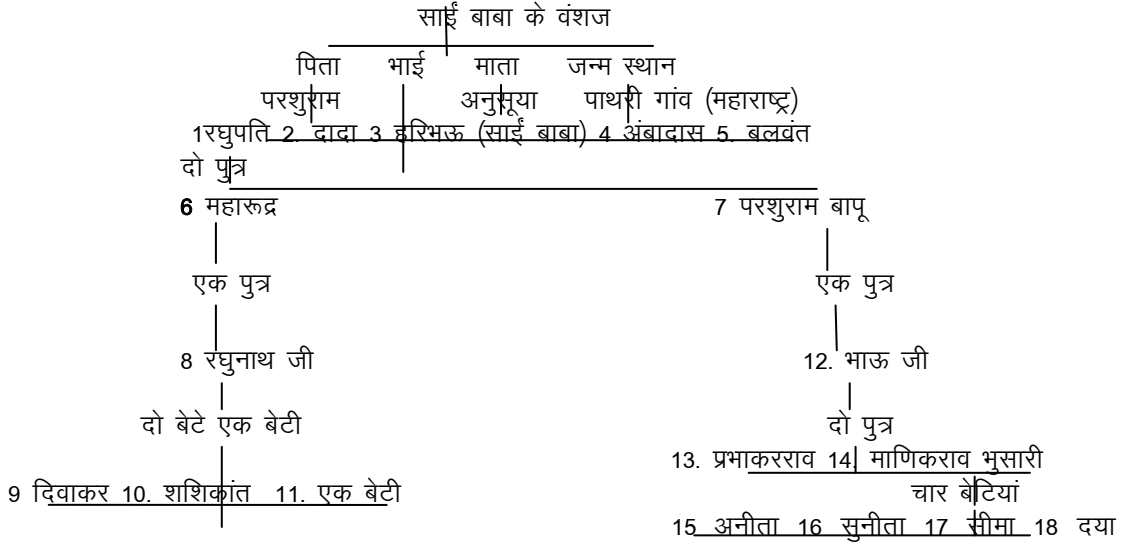 साईं बाबा के वंशज
पिता भाई माता जन्म स्थान
परशुराम अनुसूया पाथरी गांव (महाराष्ट्र)
1रघुपति 2. दादा 3 हरिभऊ (साईं बाबा) 4 अंबादास 5. बलवंत
दो पुत्र
6 महारूद्र 7 परशुराम बापू
एक पुत्र एक पुत्र
8 रघुनाथ जी 12. भाऊ जी
दो बेटे एक बेटी दो पुत्र
13. प्रभाकरराव 14. माणिकराव भुसारी
9 दिवाकर 10. शशिकांत 11. एक बेटी चार बेटियां
15 अनीता 16 सुनीता 17 सीमा 18 दया